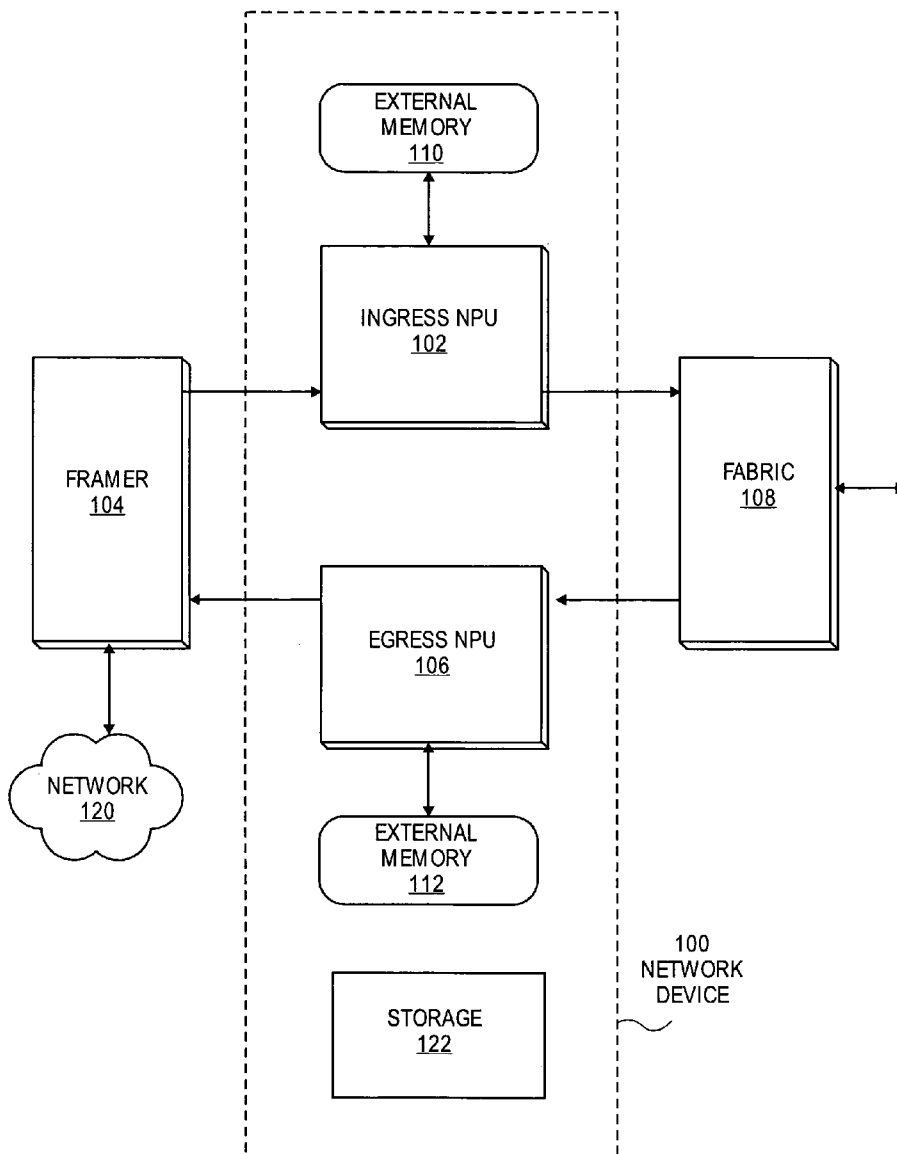 EXTERNAL
MEMORY
110
INGRESS NPU
102
FRAMER
104
FABRIC
108
EGRESS NPU
106
NETWORK
120
EXTERNAL
MEMORY
112
100
NETWORK
DEVICE
STORAGE
122